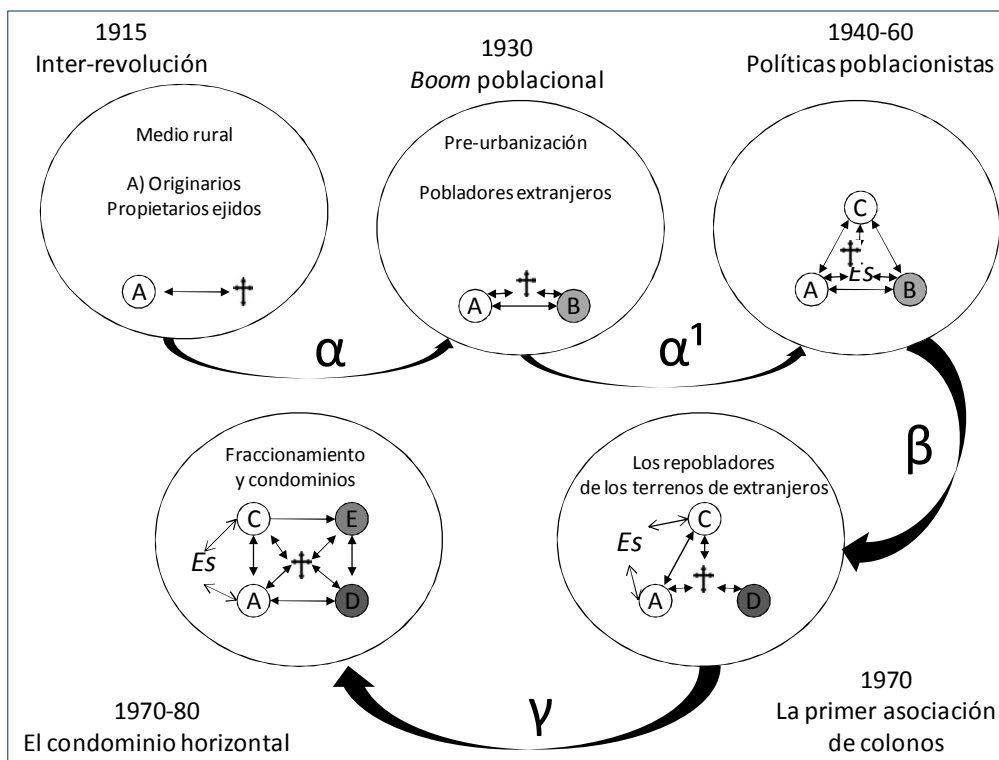 1915
Inter-revolución
1930
Boom poblacional
1940-60
Políticas poblacionistas
Medio rural
A) Originarios
Propietarios ejidos
A
Pre-urbanización
Pobladores extranjeros
A
B
C
Es
A
B
α
α¹
β
Fraccionamiento
y condominios
C
E
Es
A
D
Los repobladores
de los terrenos de extranjeros
C
Es
A
D
γ
1970-80
El condominio horizontal
1970
La primer asociación
de colonos